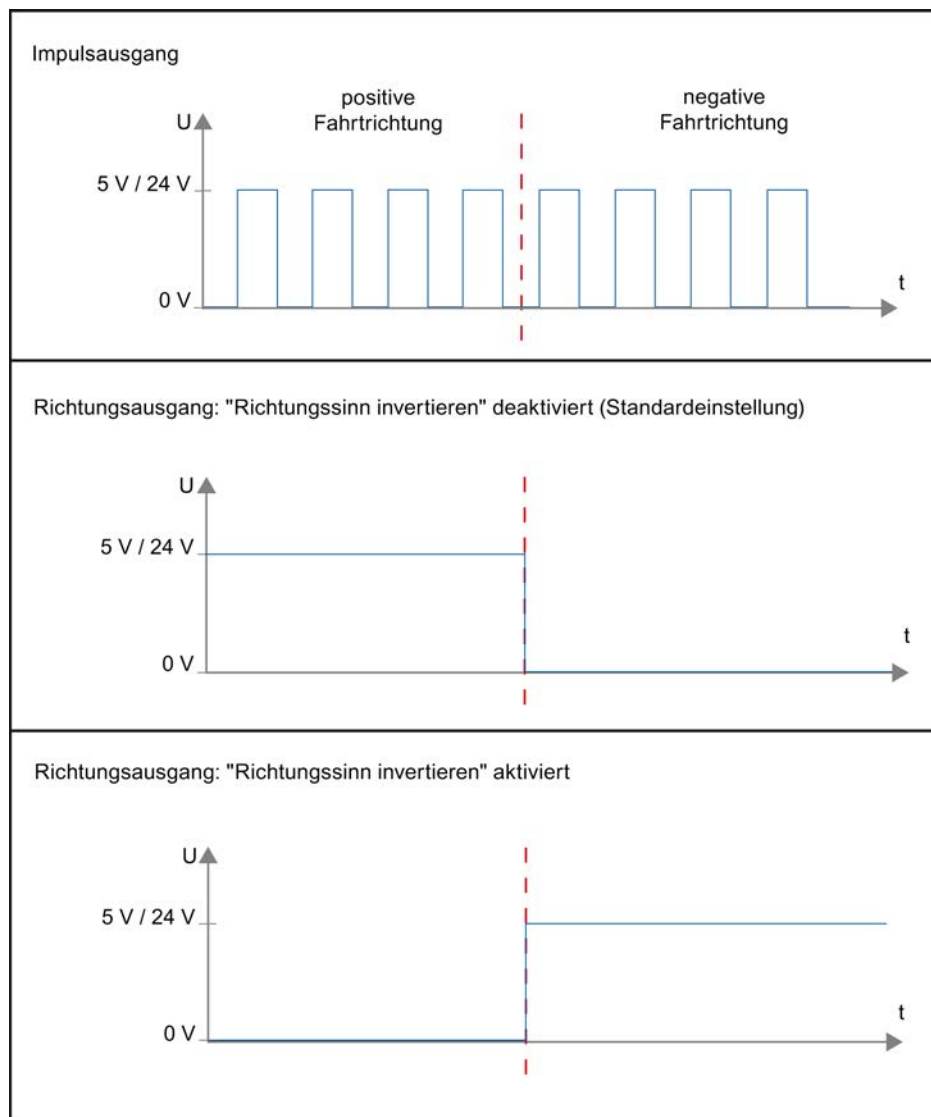 Impulsausgang
positive
Fahrtrichtung
negative
Fahrtrichtung
U
5 V / 24 V
0 V
t
Richtungsausgang: "Richtungssinn invertieren" deaktiviert (Standardeinstellung)
U
5 V / 24 V
0 V
t
Richtungsausgang: "Richtungssinn invertieren" aktiviert
U
5 V / 24 V
0 V
t